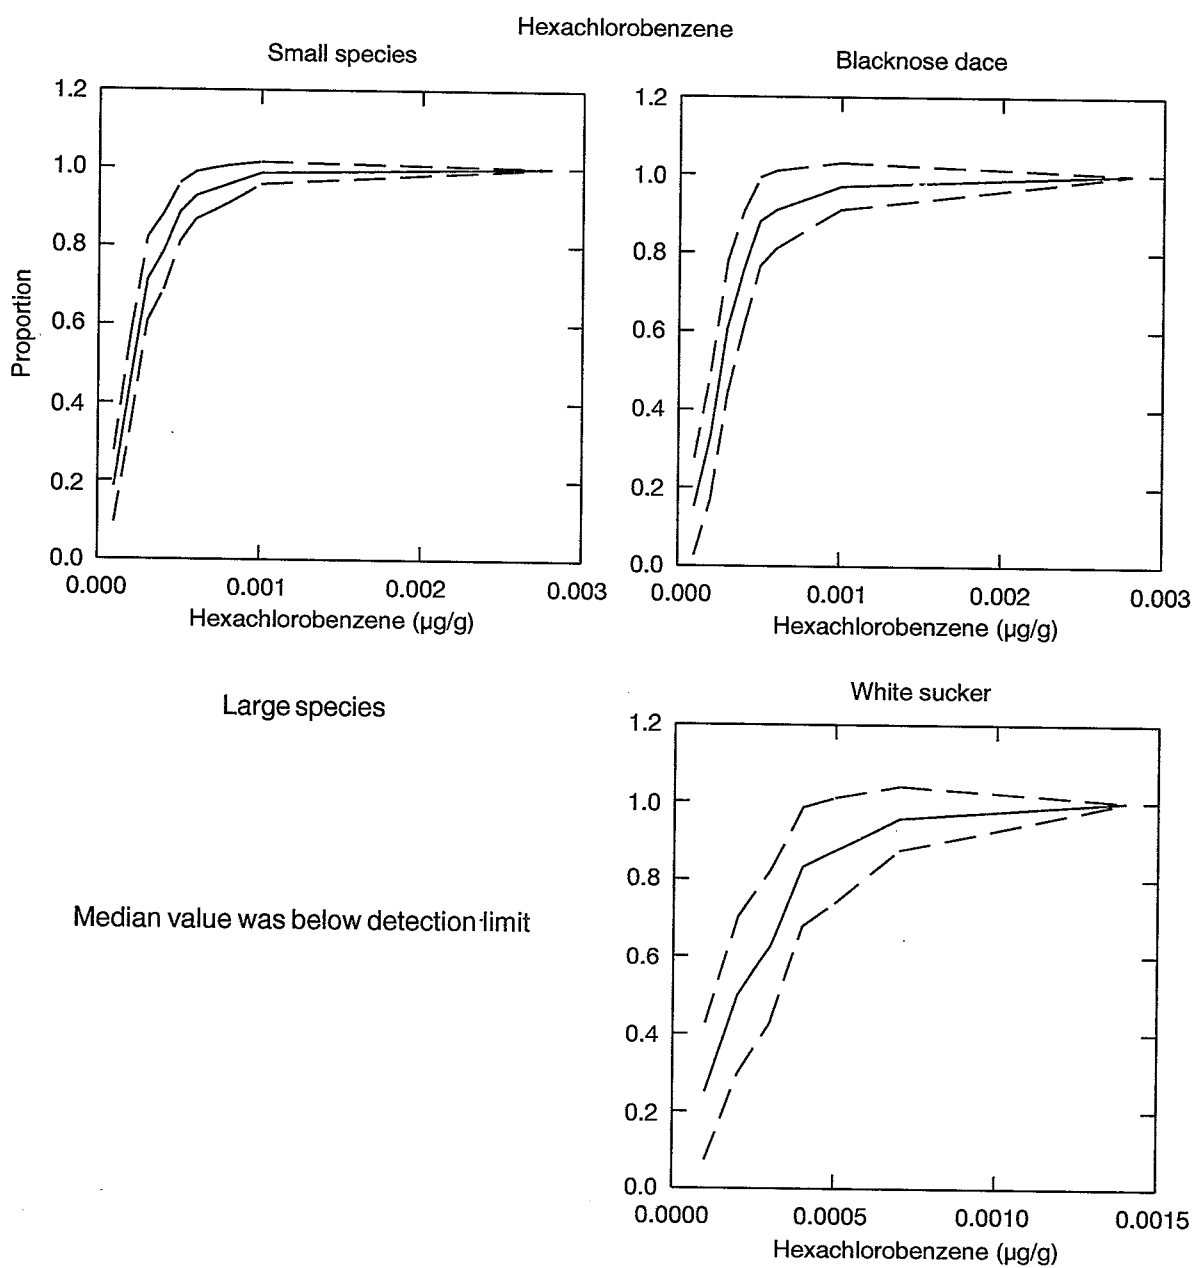 Hexachlorobenzene
Small species
1.2
1.0
0.8
0.6
0.4
0.2
0.0
Proportion
0.000 0.001 0.002 0.003
Hexachlorobenzene (µg/g)
Blacknose dace
1.2
1.0
0.8
0.6
0.4
0.2
0.0
0.000 0.001 0.002 0.003
Hexachlorobenzene (µg/g)
Large species
Median value was below detection limit
White sucker
1.2
1.0
0.8
0.6
0.4
0.2
0.0
0.0000 0.0005 0.0010 0.0015
Hexachlorobenzene (µg/g)